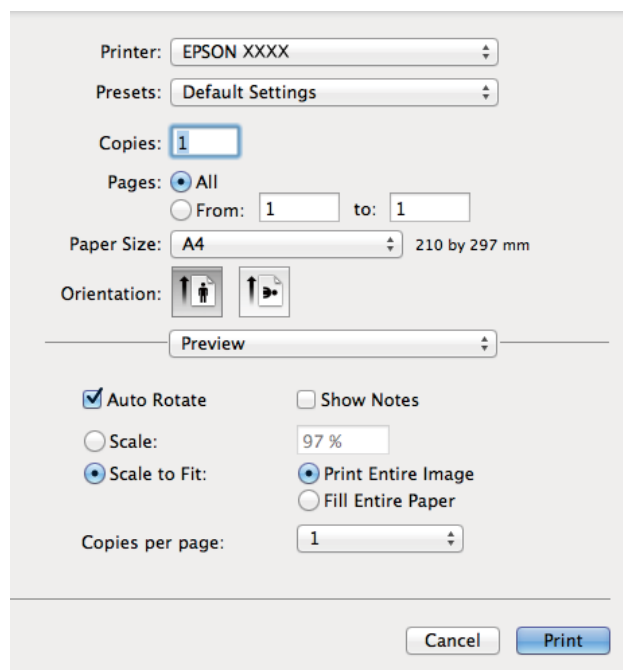 Printer: EPSON XXXX
Presets: Default Settings
Copies: 1
Pages: All
From: 1 to: 1
Paper Size: A4 210 by 297 mm
Orientation:
Preview
Auto Rotate Show Notes
Scale: 97 %
Scale to Fit: Print Entire Image
Fill Entire Paper
Copies per page: 1
Cancel Print